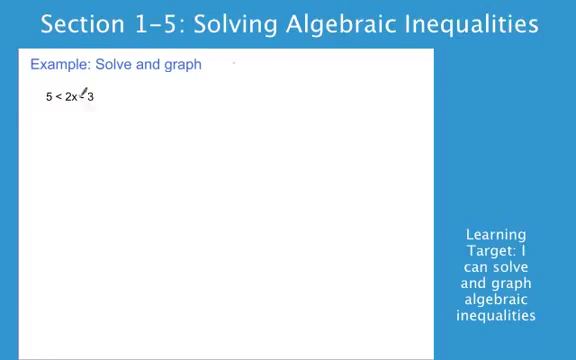 Section 1-5: Solving Algebraic Inequalities
Example: Solve and graph
5 < 2x - 3
Learning
Target: I
can solve
and graph
algebraic
inequalities